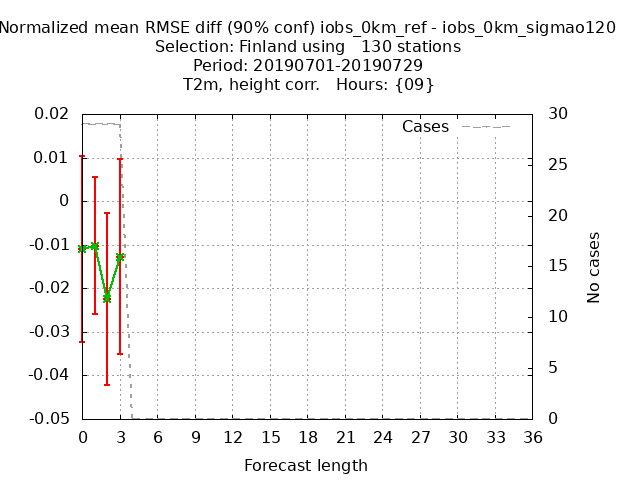 Normalized mean RMSE diff (90% conf) iobs_0km_ref - iobs_0km_sigmao120
Selection: Finland using   130 stations
Period: 20190701-20190729
T2m, height corr.   Hours: {09}
Cases
0.02
0.01
0
-0.01
-0.02
-0.03
-0.04
-0.05
30
25
20
15
10
5
0
No cases
0 3 6 9 12 15 18 21 24 27 30 33 36
Forecast length